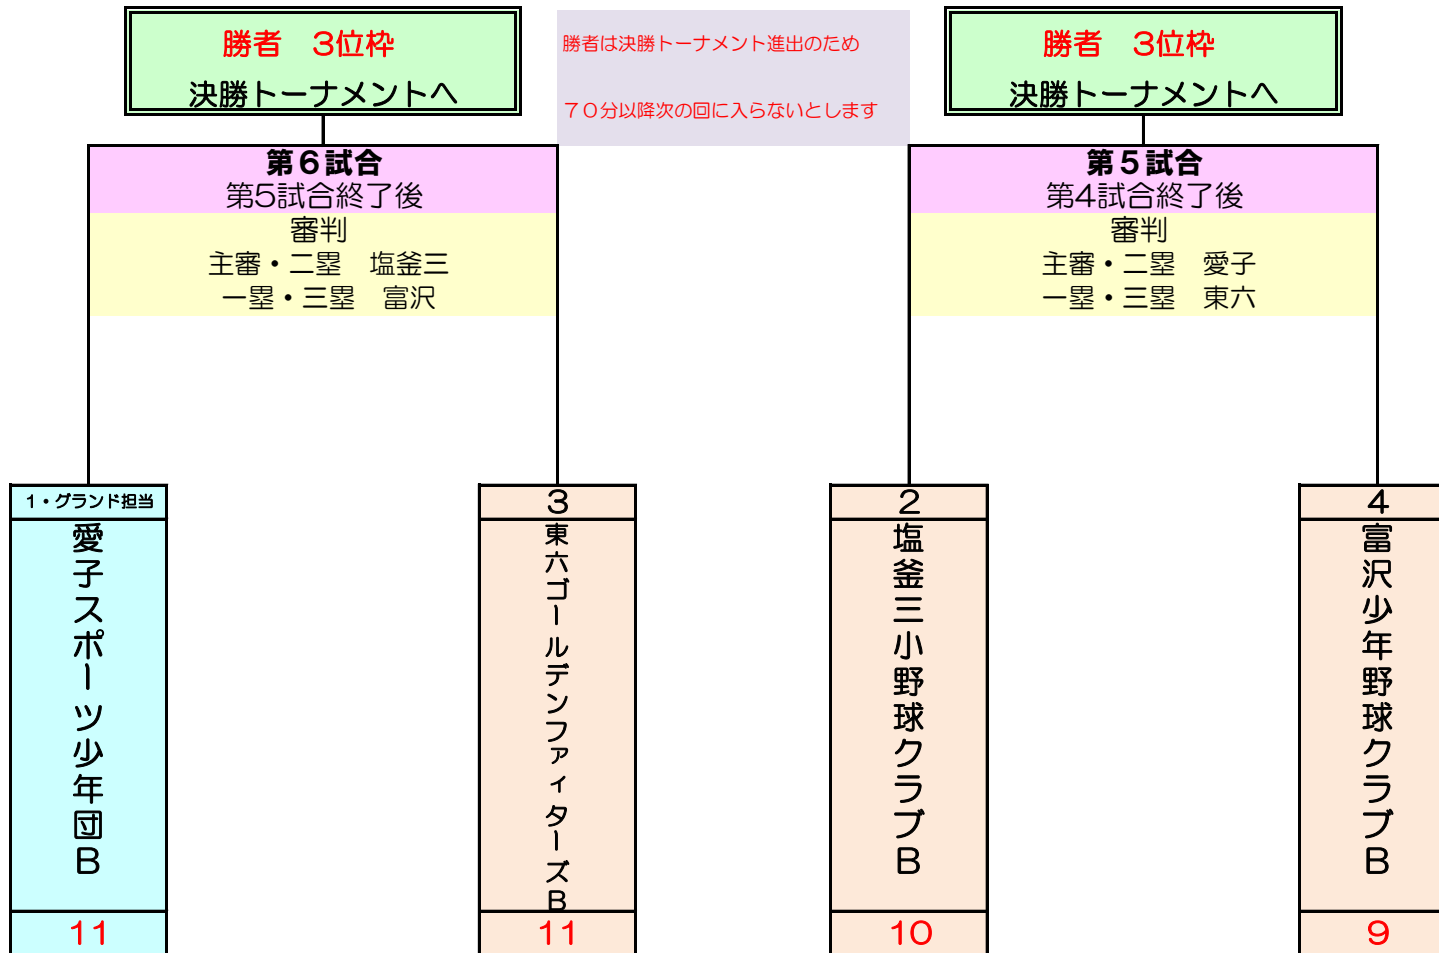 勝者　3位枠
決勝トーナメントへ
勝者は決勝トーナメント進出のため
７０分以降次の回に入らないとします
勝者　3位枠
決勝トーナメントへ
第６試合
第5試合終了後
審判
主審・二塁　塩釜三
一塁・三塁　富沢
第５試合
第4試合終了後
審判
主審・二塁　愛子
一塁・三塁　東六
1・グランド担当
愛子スポーツ少年団Ｂ
11
3
東六ゴールデンファイターズＢ
11
2
塩釜三小野球クラブＢ
10
4
富沢少年野球クラブＢ
9